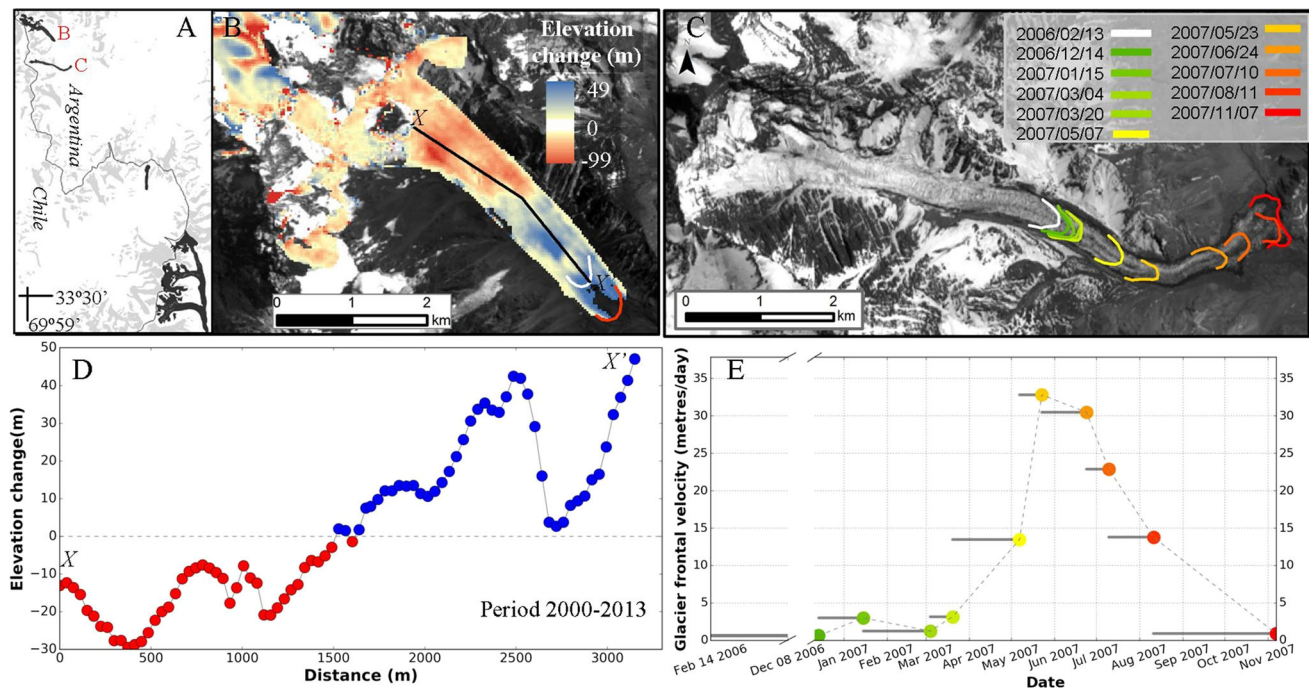 A
B
C
Argentina
Chile
33º30'
69º59'
B
Elevation
change (m)
49
0
-99
X
X'
0 1 2
km
C
2006/02/13
2006/12/14
2007/01/15
2007/03/04
2007/03/20
2007/05/07
2007/05/23
2007/06/24
2007/07/10
2007/08/11
2007/11/07
0 1 2
km
D
Elevation change(m)
50
40
30
20
10
0
−10
−20
−30
X
X'
Period 2000-2013
0 500 1000 1500 2000 2500 3000
Distance (m)
E
Glacier frontal velocity (metres/day)
35
30
25
20
15
10
5
0
35
30
25
20
15
10
5
0
Feb 14 2006
Dec 08 2006
Jan 2007
Feb 2007
Mar 2007
Apr 2007
May 2007
Jun 2007
Jul 2007
Aug 2007
Sep 2007
Oct 2007
Nov 2007
Date